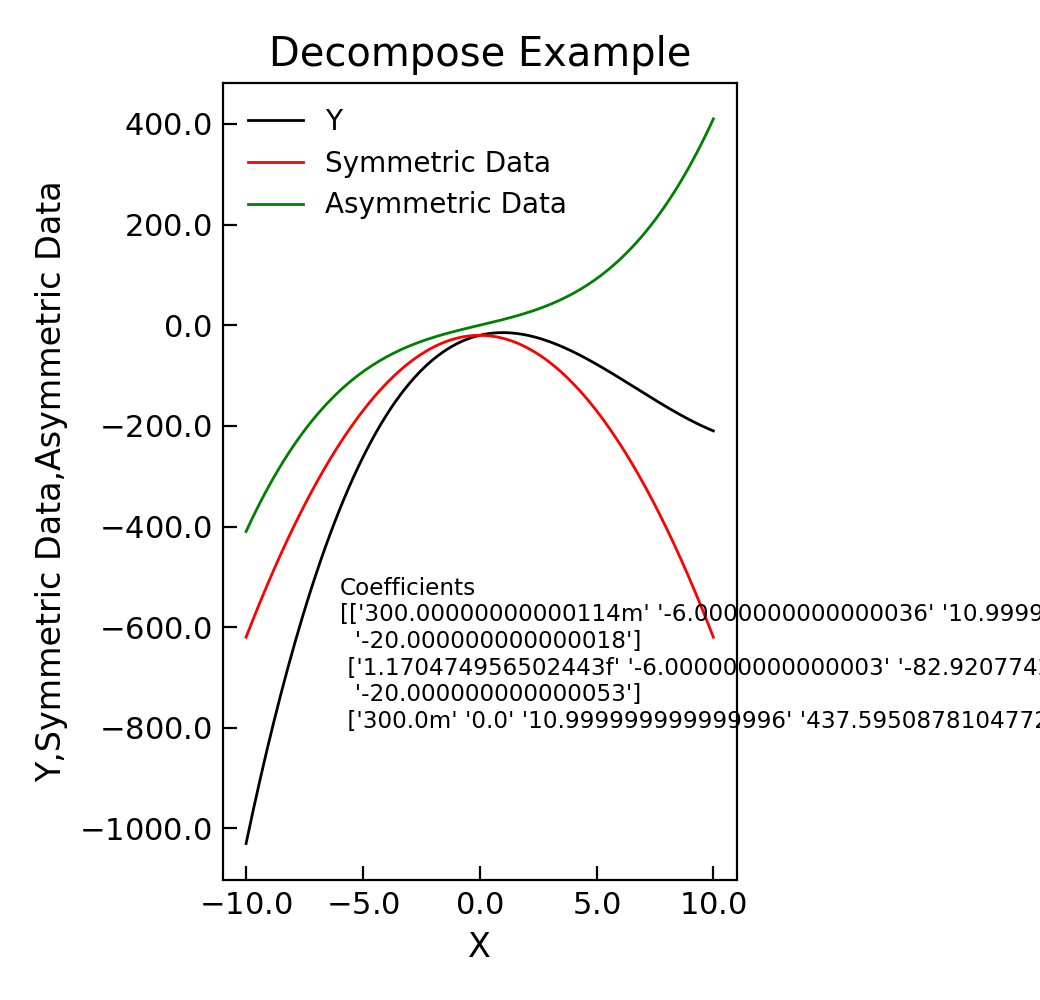 Decompose Example
Y
Symmetric Data
Asymmetric Data
Y,Symmetric Data,Asymmetric Data
400.0
200.0
0.0
−200.0
−400.0
−600.0
−800.0
−1000.0
Coefficients
[['300.00000000000114m' '-6.0000000000000036' '10.9999
'-20.000000000000018']
['1.170474956502443f' '-6.000000000000003' '-82.920774
'-20.000000000000053']
['300.0m' '0.0' '10.999999999999996' '437.5950878104772
−10.0 −5.0 0.0 5.0 10.0
X